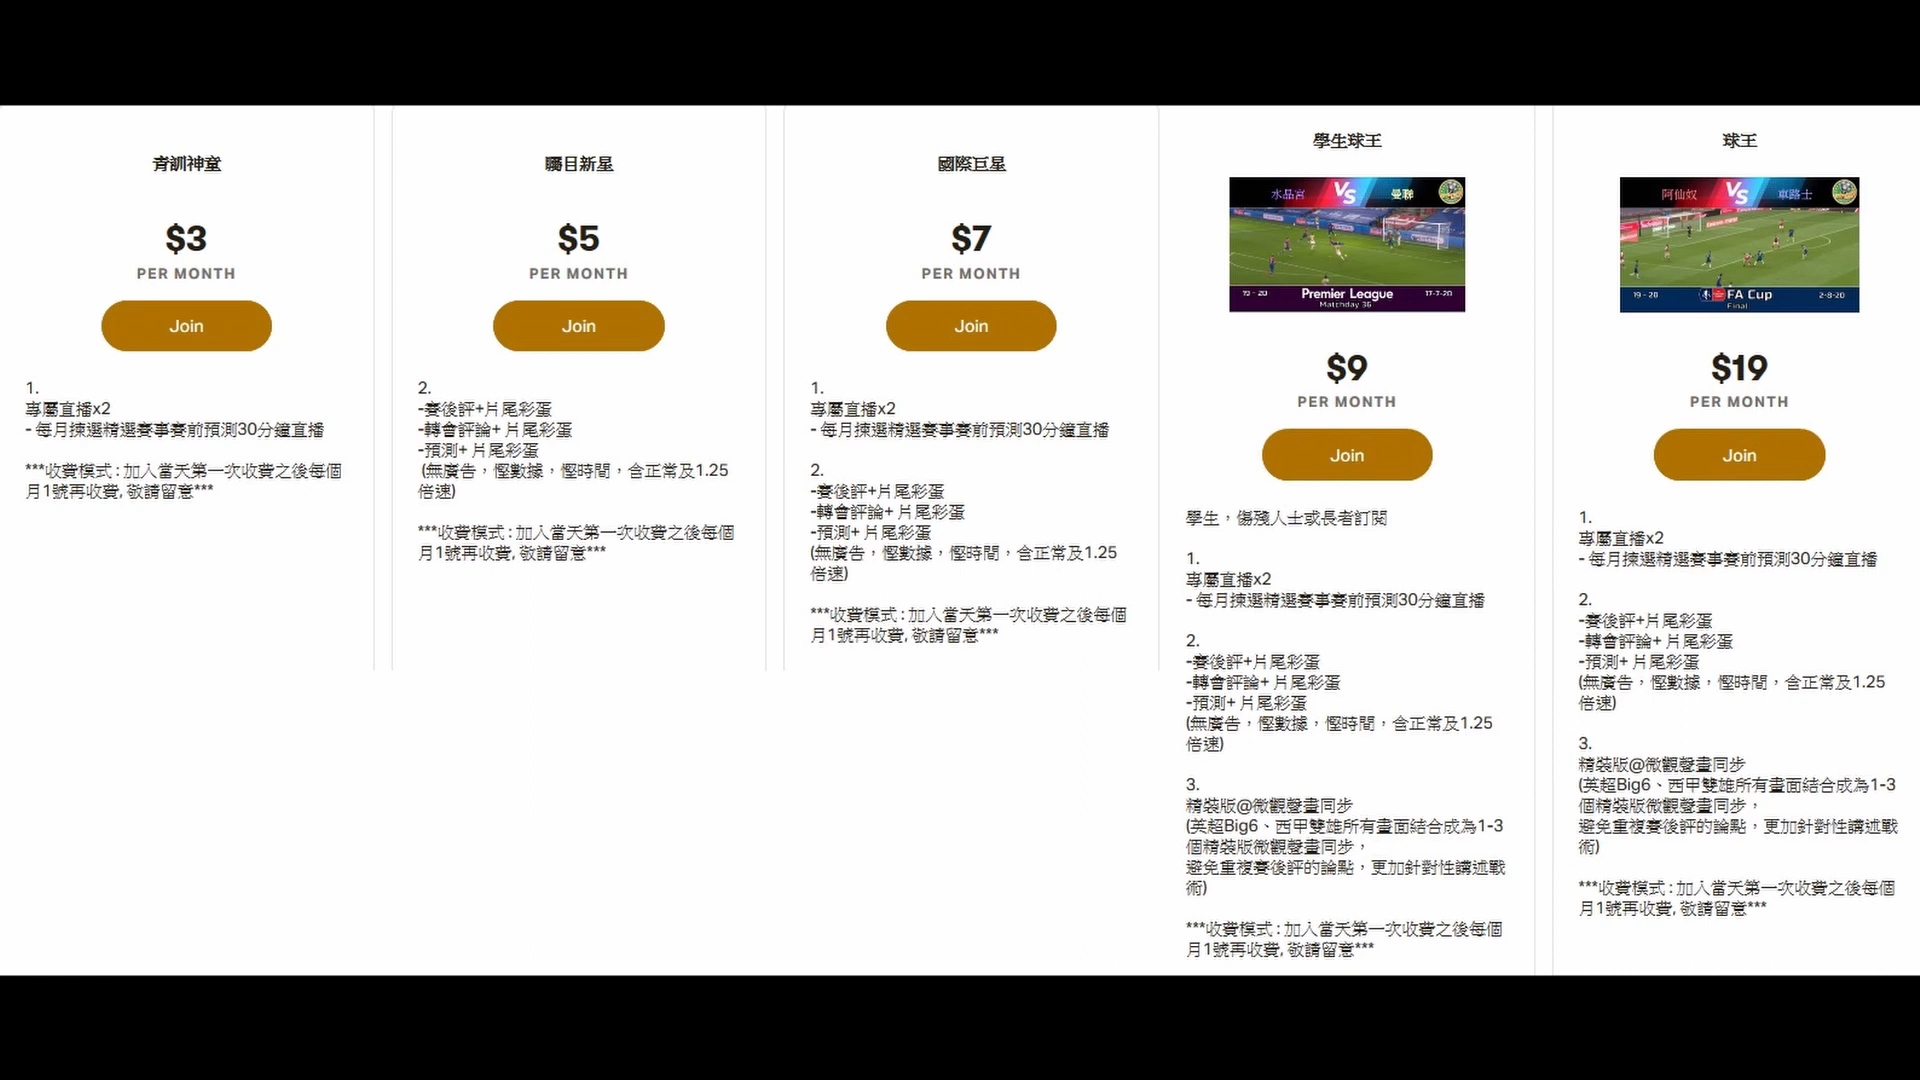 青訓神童
$3
PER MONTH
Join
1.
專屬直播x2
- 每月揀選精選賽事賽前預測30分鐘直播
***收費模式 : 加入當天第一次收費之後每個
月1號再收費, 敬請留意***
矚目新星
$5
PER MONTH
Join
2.
-賽後評+片尾彩蛋
-轉會評論+ 片尾彩蛋
-預測+ 片尾彩蛋
(無廣告，慳數據，慳時間，含正常及1.25
倍速)
***收費模式 : 加入當天第一次收費之後每個
月1號再收費, 敬請留意***
國際巨星
$7
PER MONTH
Join
1.
專屬直播x2
- 每月揀選精選賽事賽前預測30分鐘直播
2.
-賽後評+片尾彩蛋
-轉會評論+ 片尾彩蛋
-預測+ 片尾彩蛋
(無廣告，慳數據，慳時間，含正常及1.25
倍速)
***收費模式 : 加入當天第一次收費之後每個
月1號再收費, 敬請留意***
學生球王
水晶宮 VS 曼聯
19 - 20 Premier League 17-7-20
Matchday 36
$9
PER MONTH
Join
學生，傷殘人士或長者訂閱
1.
專屬直播x2
- 每月揀選精選賽事賽前預測30分鐘直播
2.
-賽後評+片尾彩蛋
-轉會評論+ 片尾彩蛋
-預測+ 片尾彩蛋
(無廣告，慳數據，慳時間，含正常及1.25
倍速)
3.
精裝版@微觀聲畫同步
(英超Big6、西甲雙雄所有畫面結合成為1-3
個精裝版微觀聲畫同步，
避免重複賽後評的論點，更加針對性講述戰
術)
***收費模式 : 加入當天第一次收費之後每個
月1號再收費, 敬請留意***
球王
阿仙奴 VS 車路士
19 - 20 FA Cup 2-8-20
Final
$19
PER MONTH
Join
1.
專屬直播x2
- 每月揀選精選賽事賽前預測30分鐘直播
2.
-賽後評+片尾彩蛋
-轉會評論+ 片尾彩蛋
-預測+ 片尾彩蛋
(無廣告，慳數據，慳時間，含正常及1.25
倍速)
3.
精裝版@微觀聲畫同步
(英超Big6、西甲雙雄所有畫面結合成為1-3
個精裝版微觀聲畫同步，
避免重複賽後評的論點，更加針對性講述戰
術)
***收費模式 : 加入當天第一次收費之後每個
月1號再收費, 敬請留意***